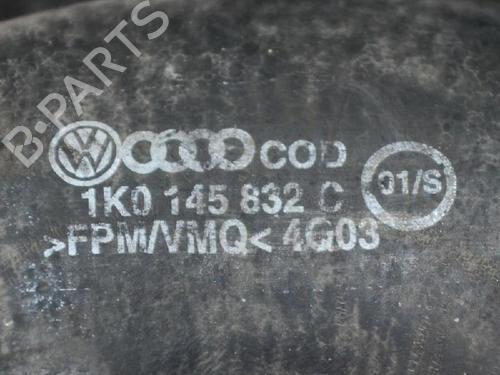 B-PARTS
COD
1K0 145 832 C
01/S
>FPM/VMQ< 4G03